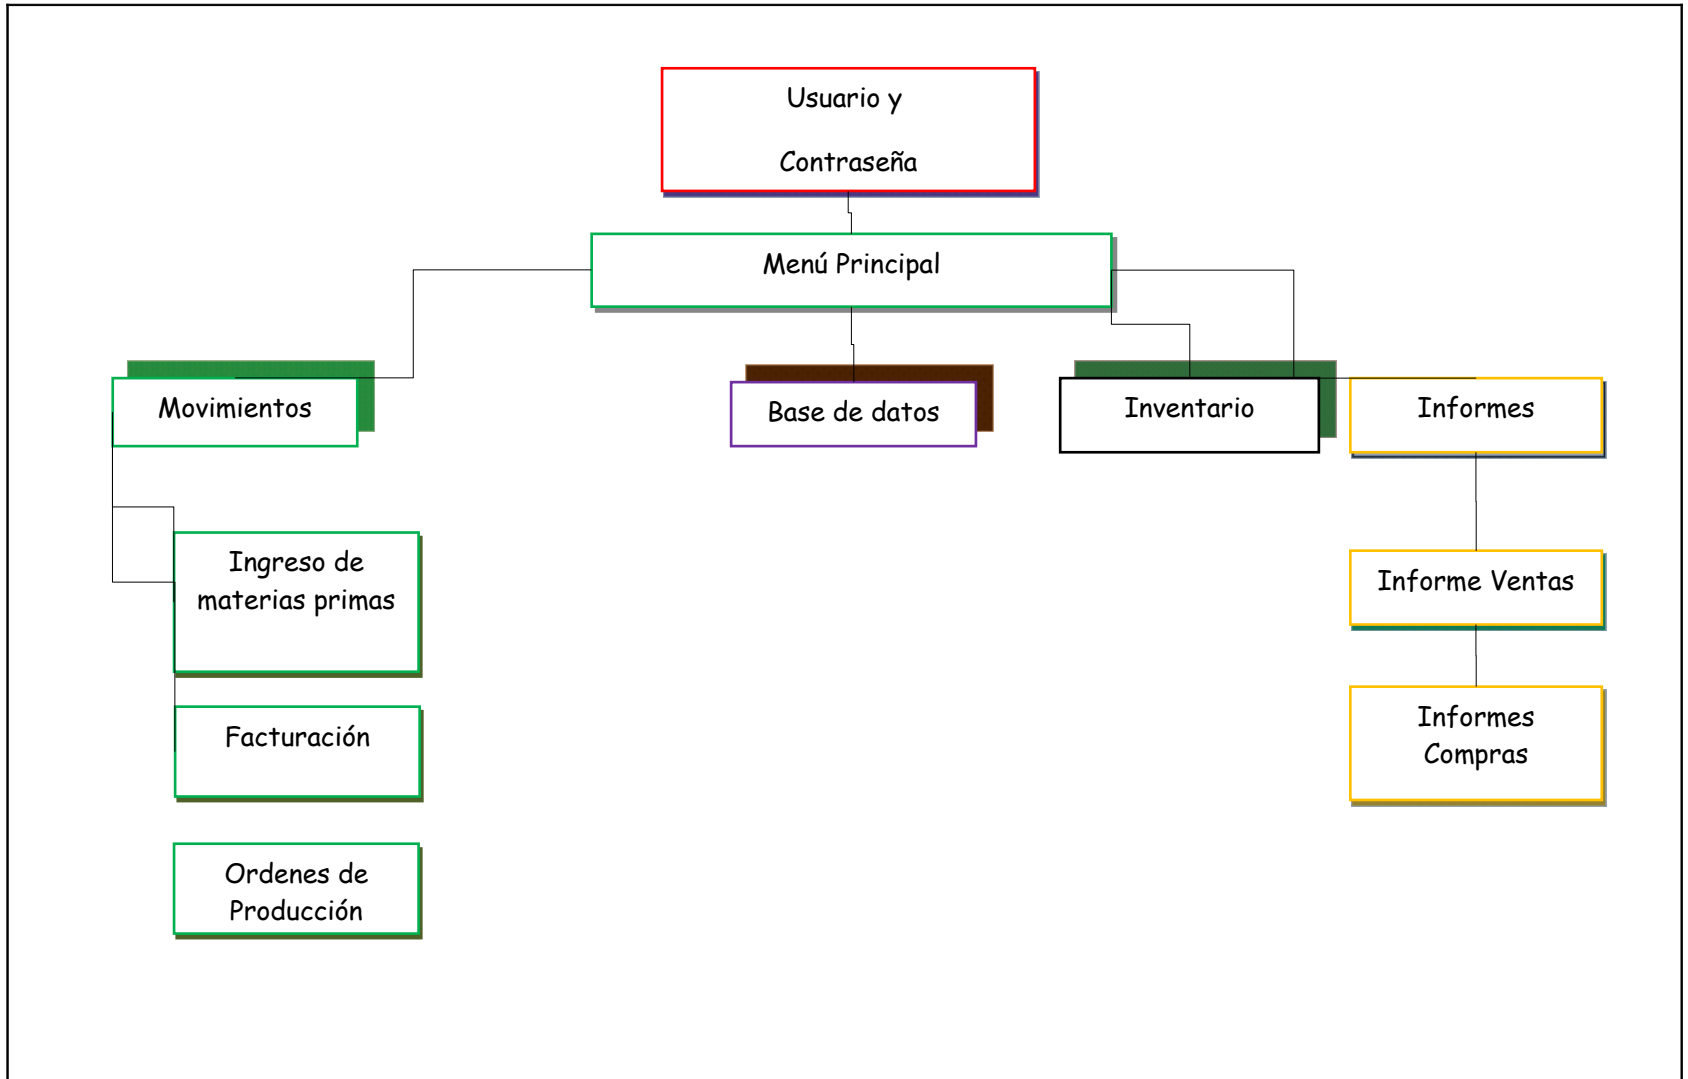 Usuario y
Contraseña
Menú Principal
Movimientos
Base de datos
Inventario
Informes
Ingreso de
materias primas
Informe Ventas
Facturación
Informes
Compras
Ordenes de
Producción